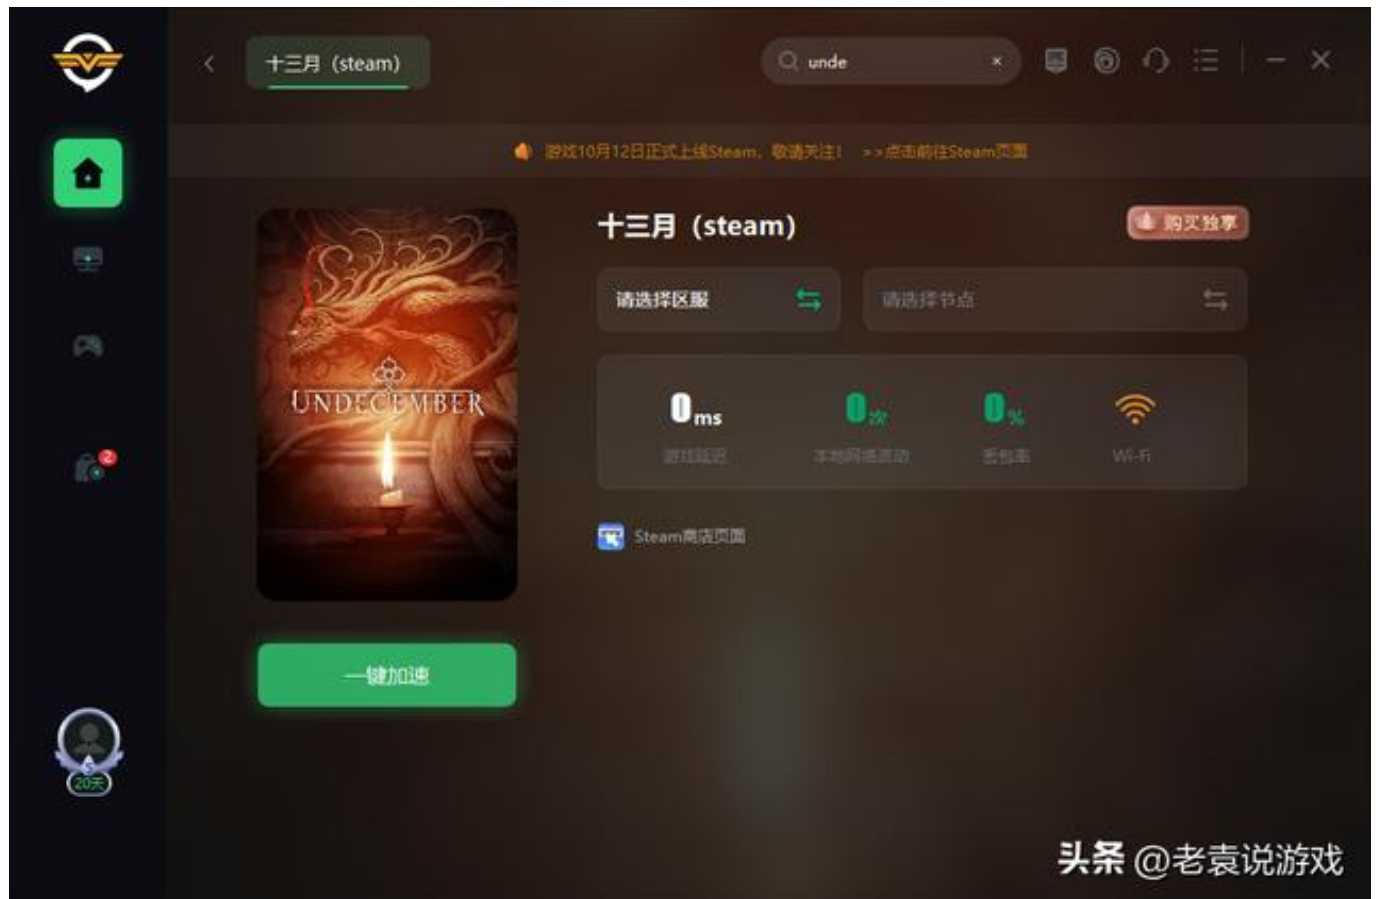 十三月（steam）
unde
游戏10月12日正式上线Steam，敬请关注！ >>点击前往Steam页面
十三月（steam）
购买独享
请选择区服
请选择节点
UNDECEMBER
0ms
0次
0%
游戏延迟
本地网络波动
丢包率
Wi-Fi
2
Steam商店页面
一键加速
S
20天
头条 @老袁说游戏